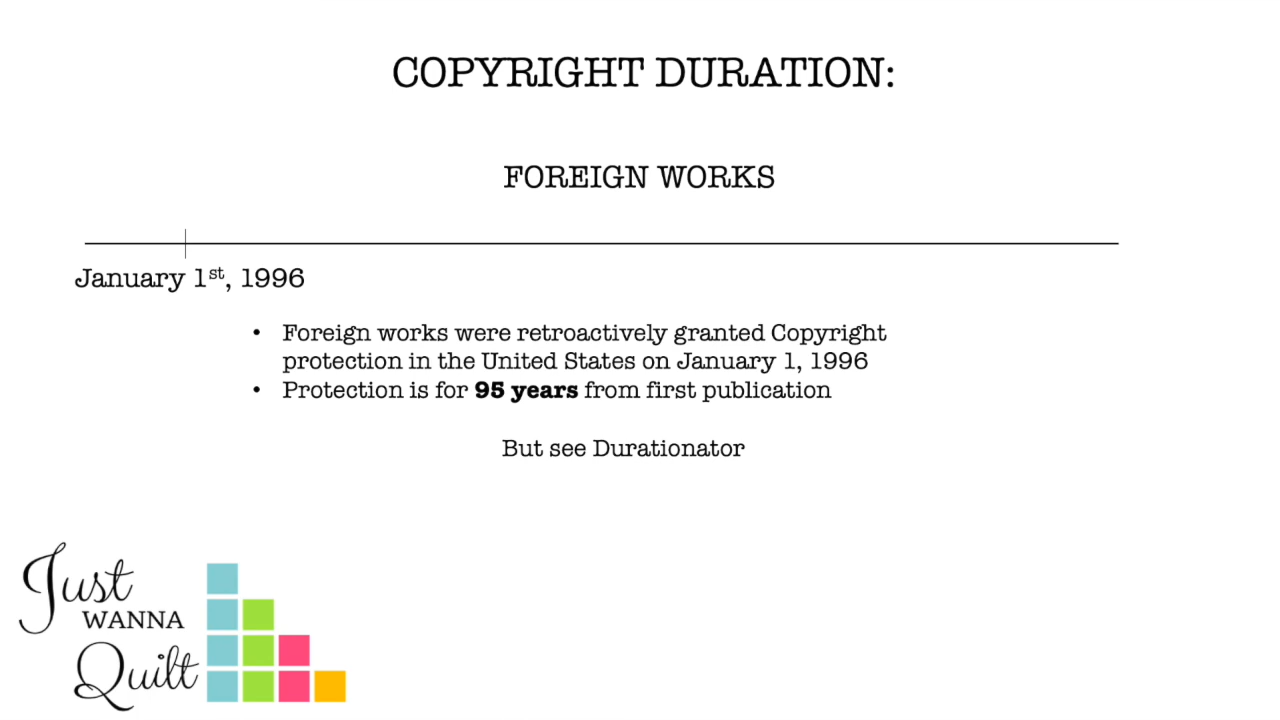 COPYRIGHT DURATION:
FOREIGN WORKS
January 1st, 1996
• Foreign works were retroactively granted Copyright
protection in the United States on January 1, 1996
• Protection is for 95 years from first publication
But see Durationator
Just
WANNA
Quilt